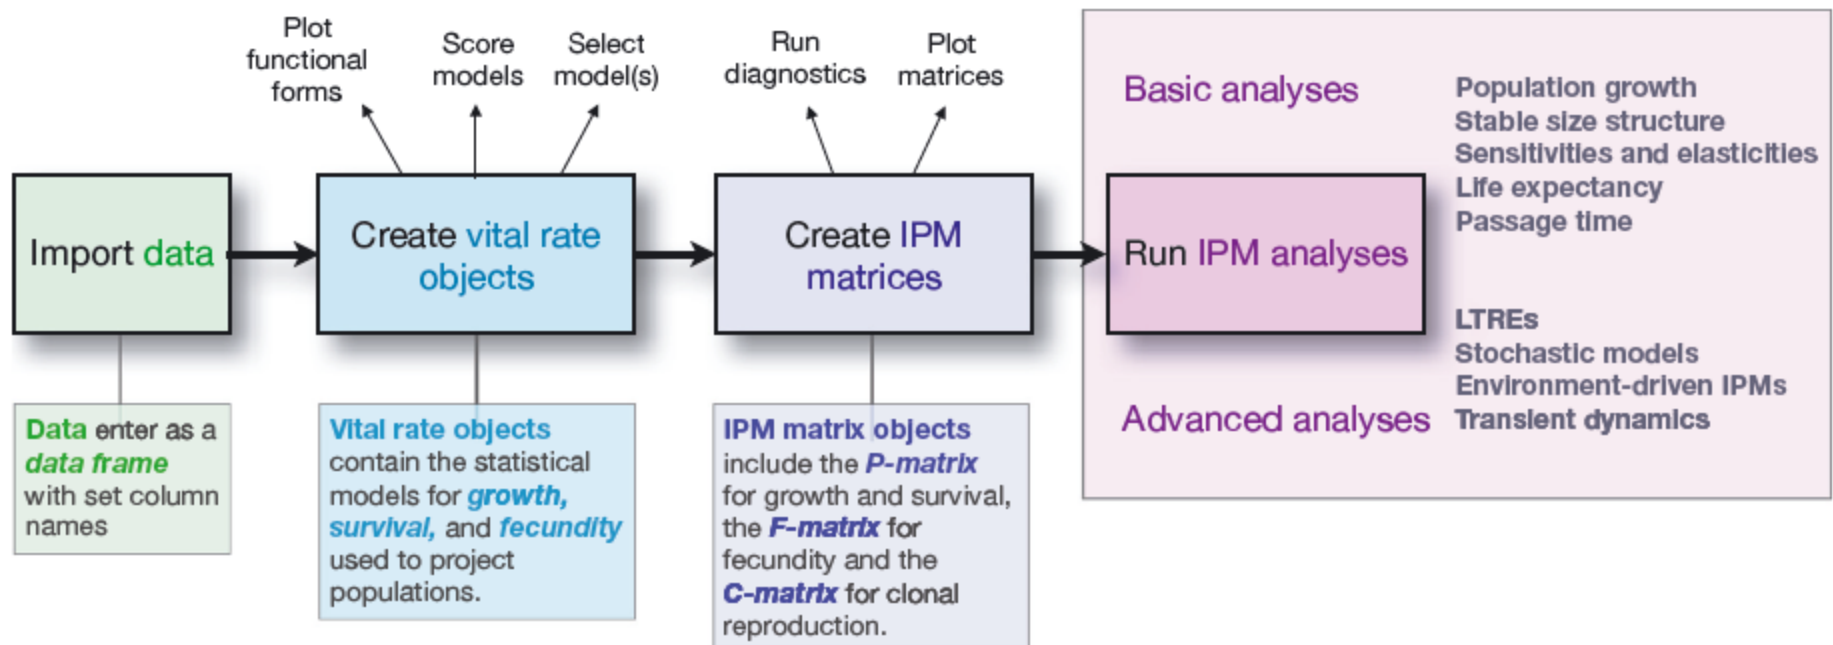 Plot
functional
forms
Score
models
Select
model(s)
Run
diagnostics
Plot
matrices
Import data
Create vital rate
objects
Create IPM
matrices
Run IPM analyses
Basic analyses
Population growth
Stable size structure
Sensitivities and elasticities
Life expectancy
Passage time
Advanced analyses
LTREs
Stochastic models
Environment-driven IPMs
Transient dynamics
Data enter as a
data frame
with set column
names
Vital rate objects
contain the statistical
models for growth,
survival, and fecundity
used to project
populations.
IPM matrix objects
include the P-matrix
for growth and survival,
the F-matrix for
fecundity and the
C-matrix for clonal
reproduction.